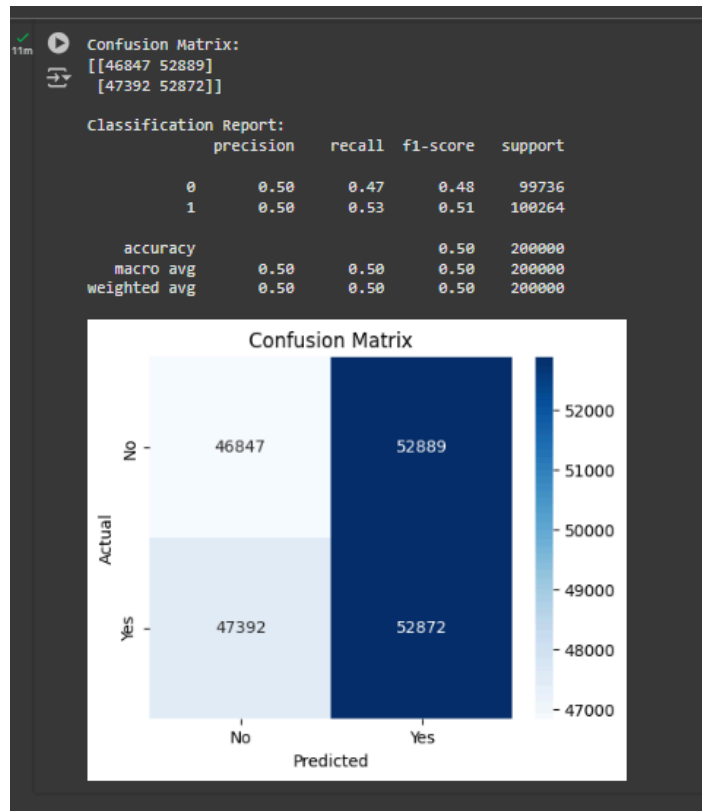 11m
Confusion Matrix:
[[46847 52889]
 [47392 52872]]
Classification Report:
precision recall f1-score support
0 0.50 0.47 0.48 99736
1 0.50 0.53 0.51 100264
accuracy 0.50 200000
macro avg 0.50 0.50 0.50 200000
weighted avg 0.50 0.50 0.50 200000
Confusion Matrix
No 46847 52889
Yes 47392 52872
Actual
No Yes
Predicted
52000
51000
50000
49000
48000
47000